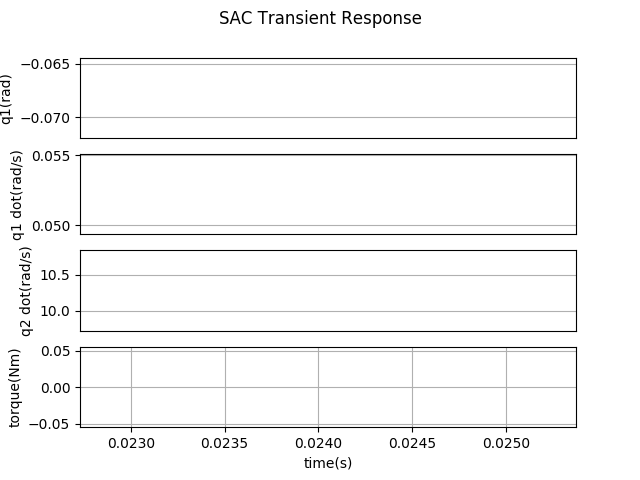 SAC Transient Response
−0.065
−0.070
q1(rad)
0.055
0.050
q1 dot(rad/s)
10.5
10.0
q2 dot(rad/s)
0.05
0.00
−0.05
torque(Nm)
0.0230 0.0235 0.0240 0.0245 0.0250
time(s)